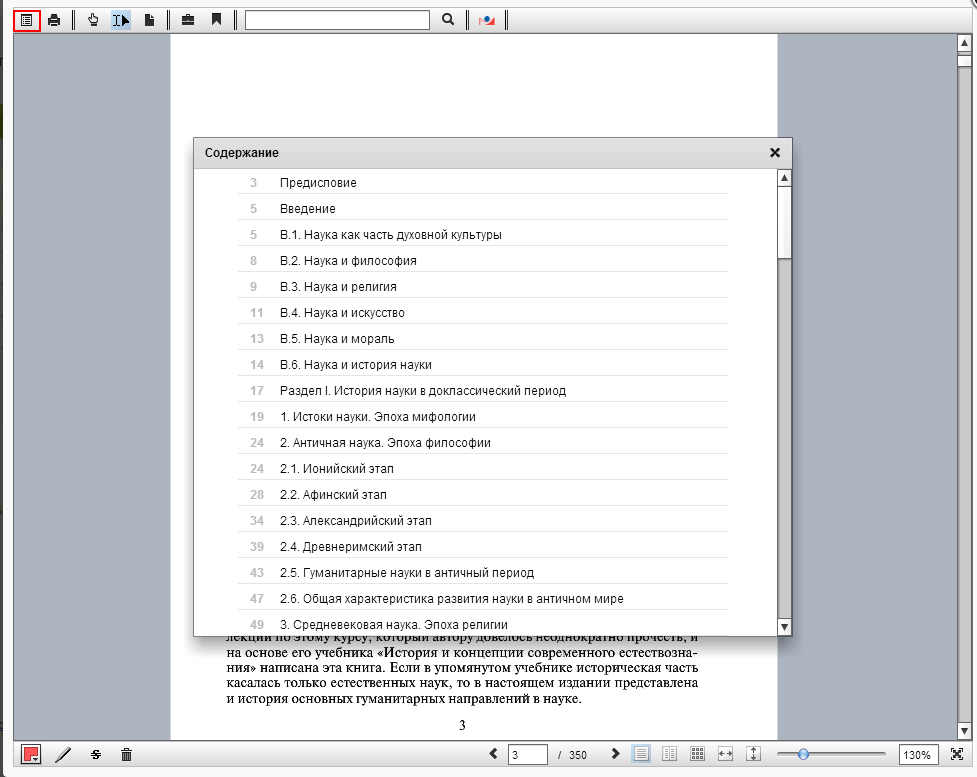 Содержание
3 Предисловие
5 Введение
5 В.1. Наука как часть духовной культуры
8 В.2. Наука и философия
9 В.3. Наука и религия
11 В.4. Наука и искусство
13 В.5. Наука и мораль
14 В.6. Наука и история науки
17 Раздел I. История науки в доклассический период
19 1. Истоки науки. Эпоха мифологии
24 2. Античная наука. Эпоха философии
24 2.1. Ионийский этап
28 2.2. Афинский этап
34 2.3. Александрийский этап
39 2.4. Древнеримский этап
43 2.5. Гуманитарные науки в античный период
47 2.6. Общая характеристика развития науки в античном мире
49 3. Средневековая наука. Эпоха религии
лекций по этому курсу, который автору довелось неоднократно прочесть, и
на основе его учебника «История и концепции современного естествозна-
ния» написана эта книга. Если в упомянутом учебнике историческая часть
касалась только естественных наук, то в настоящем издании представлена
и история основных гуманитарных направлений в науке.
3
3 / 350 130%